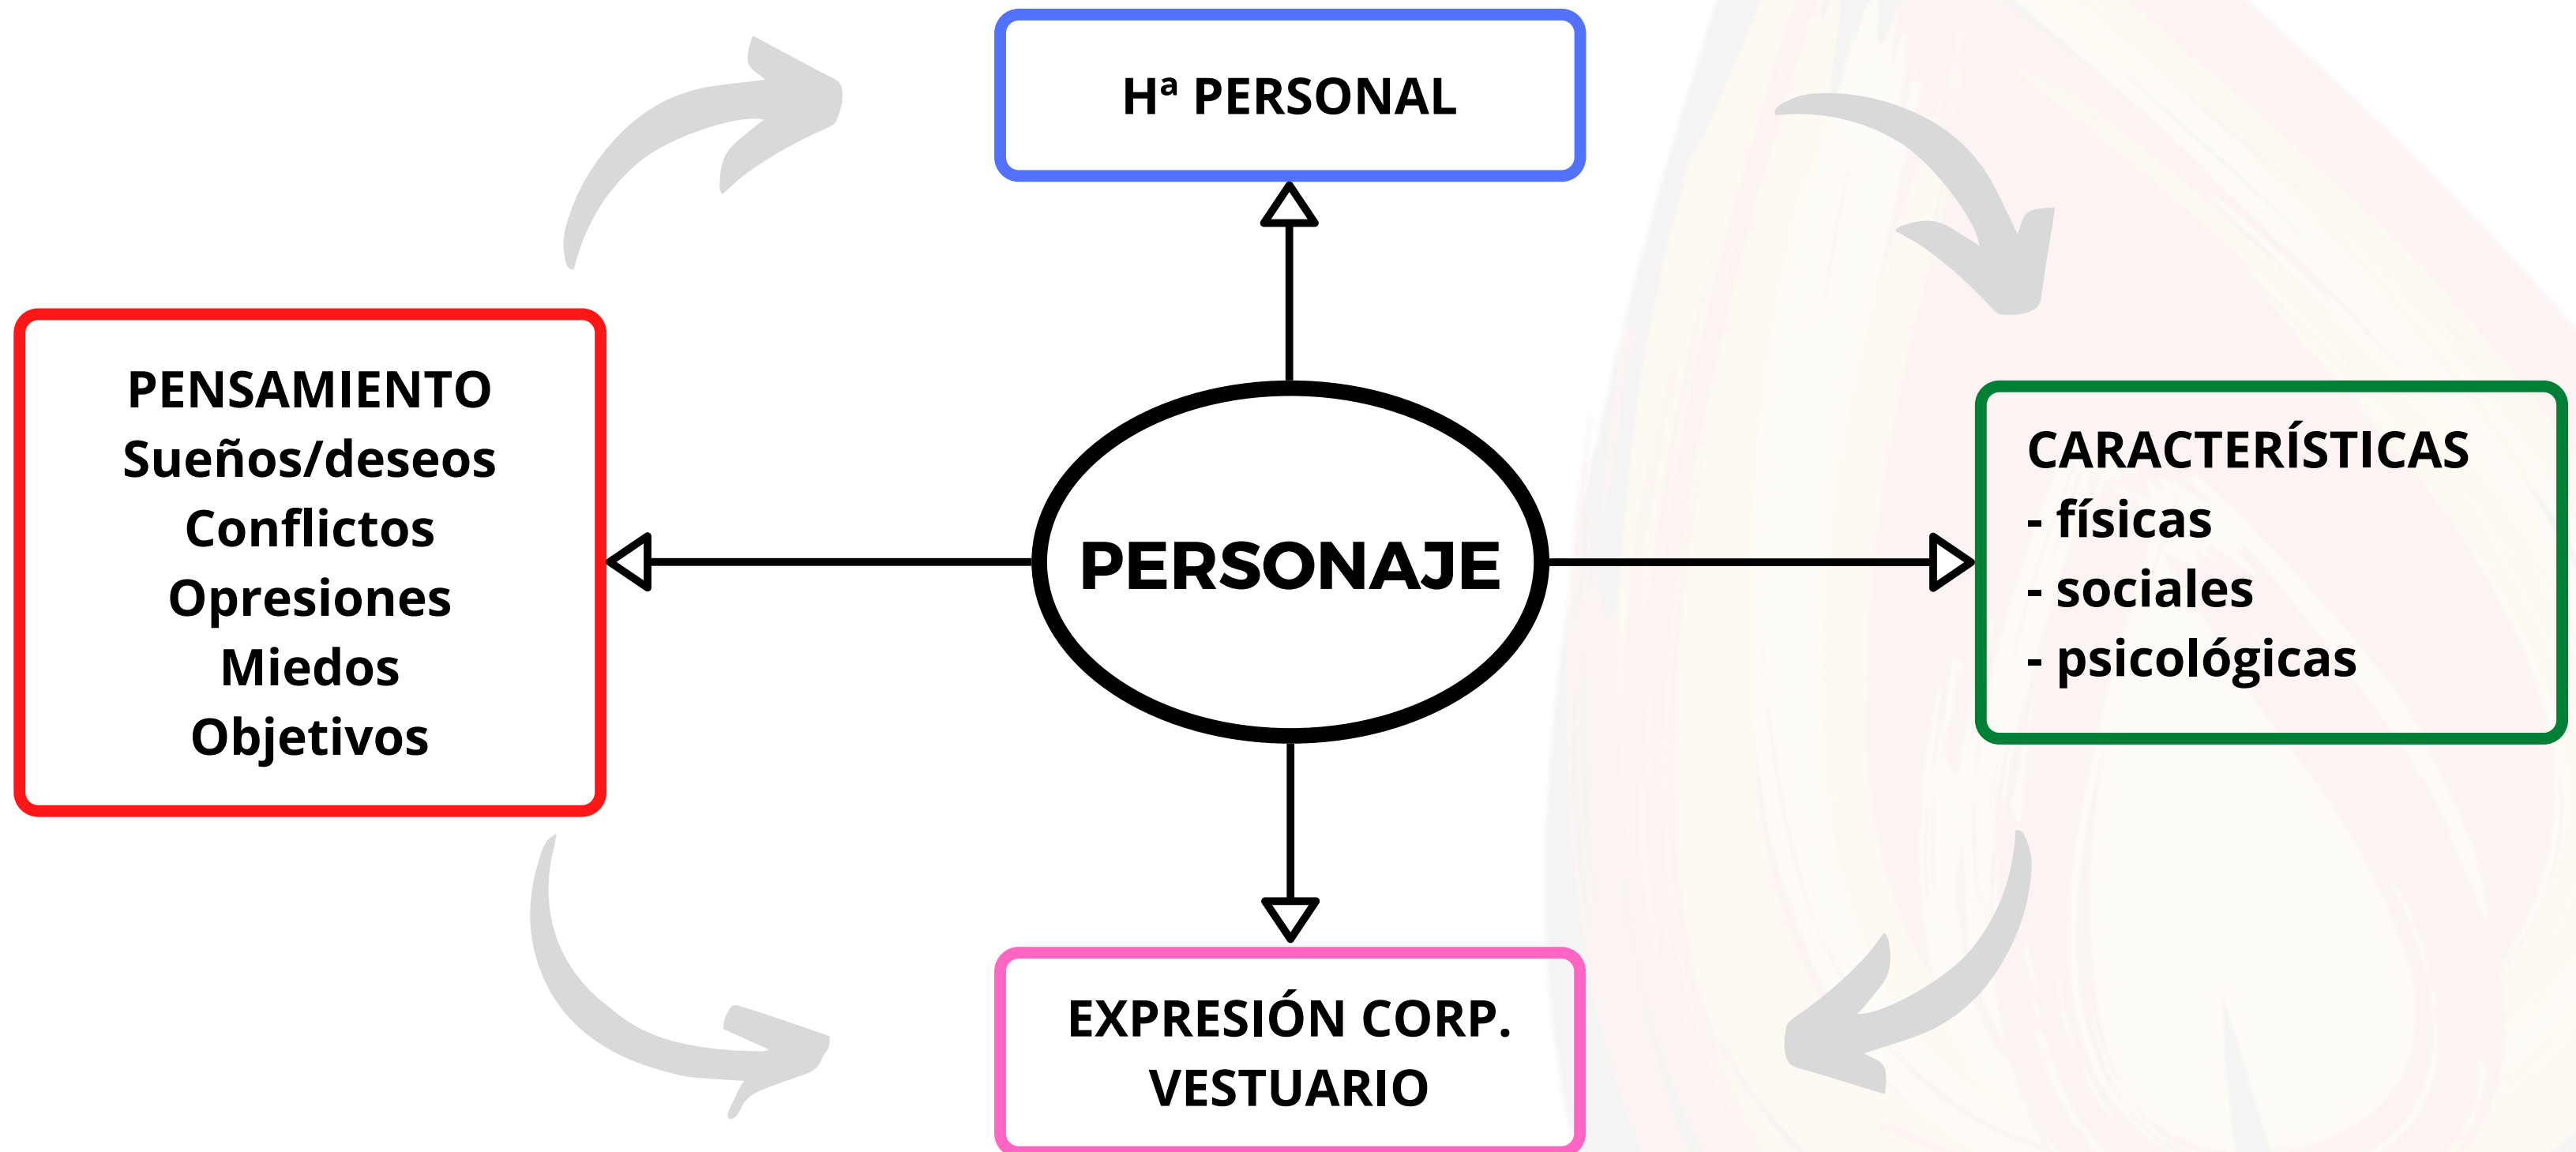 Hª PERSONAL
PENSAMIENTO
Sueños/deseos
Conflictos
Opresiones
Miedos
Objetivos
PERSONAJE
CARACTERÍSTICAS
- físicas
- sociales
- psicológicas
EXPRESIÓN CORP.
VESTUARIO